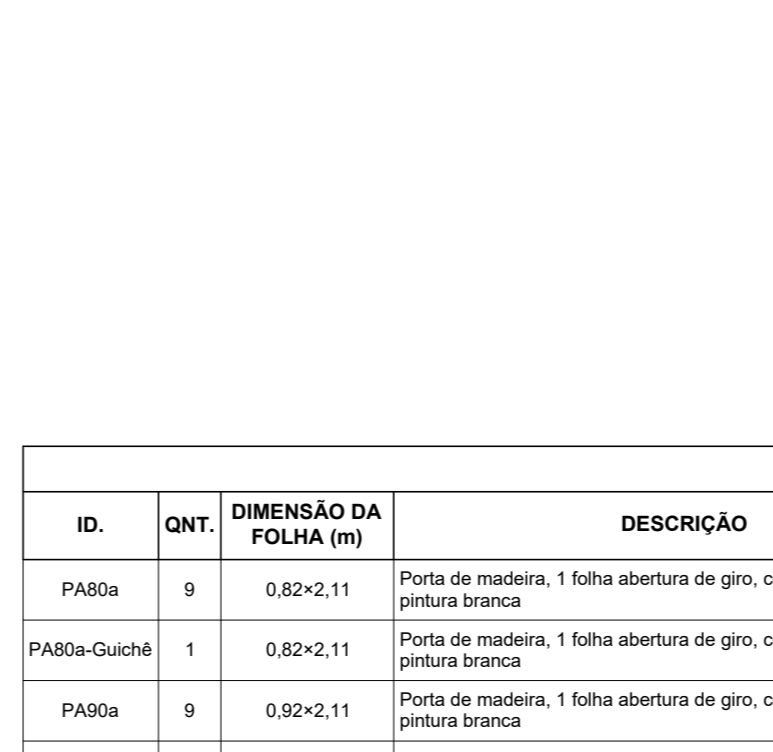 ID. QNT. DIMENSÃO DA FOLHA (m) DESCRIÇÃO
PA80a 9 0,82×2,11 Porta de madeira, 1 folha abertura de giro, c
pintura branca
PA80a-Guichê 1 0,82×2,11 Porta de madeira, 1 folha abertura de giro, c
pintura branca
PA90a 9 0,92×2,11 Porta de madeira, 1 folha abertura de giro, c
pintura branca